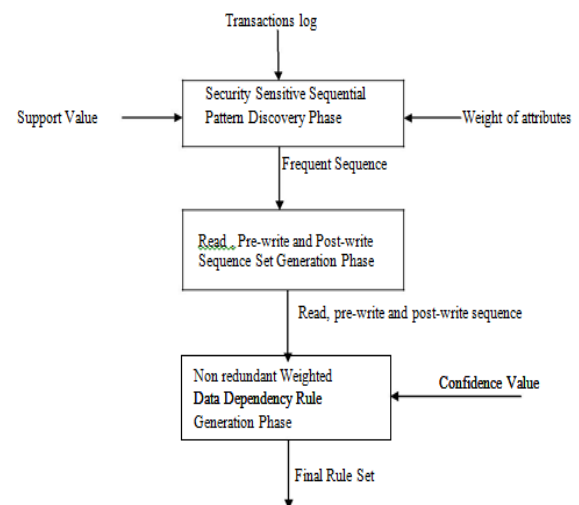 Transactions log
Security Sensitive Sequential
Pattern Discovery Phase
Support Value
Weight of attributes
Frequent Sequence
Read , Pre-write and Post-write
Sequence Set Generation Phase
Read, pre-write and post-write sequence
Non redundant Weighted
Data Dependency Rule
Generation Phase
Confidence Value
Final Rule Set